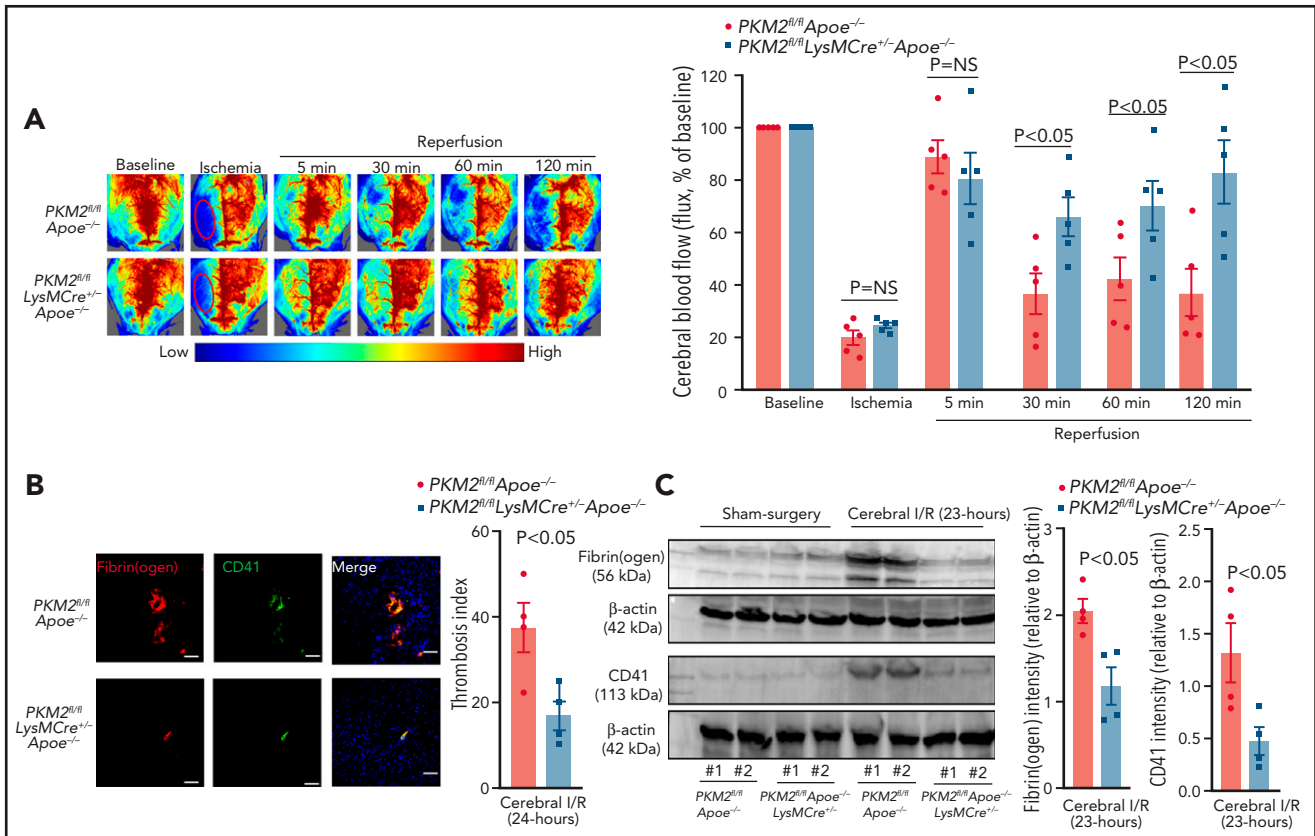 A
Baseline
Ischemia
Reperfusion
5 min
30 min
60 min
120 min
PKM2fl/fl
Apoe–/–
PKM2fl/fl
LysMCre+/–
Apoe–/–
Low
High
PKM2fl/flApoe–/–
PKM2fl/flLysMCre+/–Apoe–/–
Cerebral blood flow (flux, % of baseline)
120
100
80
60
40
20
0
P=NS
P=NS
P<0.05
P<0.05
P<0.05
Baseline
Ischemia
5 min
30 min
60 min
120 min
Reperfusion
B
PKM2fl/flApoe–/–
PKM2fl/flLysMCre+/–Apoe–/–
Fibrin(ogen)
CD41
Merge
PKM2fl/fl
Apoe–/–
PKM2fl/fl
LysMCre+/–
Apoe–/–
Thrombosis index
60
40
20
0
P<0.05
Cerebral I/R
(24-hours)
C
Sham-surgery
Cerebral I/R (23-hours)
Fibrin(ogen)
(56 kDa)
β-actin
(42 kDa)
CD41
(113 kDa)
β-actin
(42 kDa)
#1 #2 #1 #2 #1 #2 #1 #2
PKM2fl/fl
Apoe–/–
PKM2fl/flApoe–/–
LysMCre+/–
PKM2fl/fl
Apoe–/–
PKM2fl/flApoe–/–
LysMCre+/–
PKM2fl/flApoe–/–
PKM2fl/flLysMCre+/–Apoe–/–
Fibrin(ogen) intensity (relative to β-actin)
3
2
1
0
P<0.05
Cerebral I/R
(23-hours)
CD41 intensity (relative to β-actin)
2.5
2.0
1.5
1.0
0.5
0
P<0.05
Cerebral I/R
(23-hours)